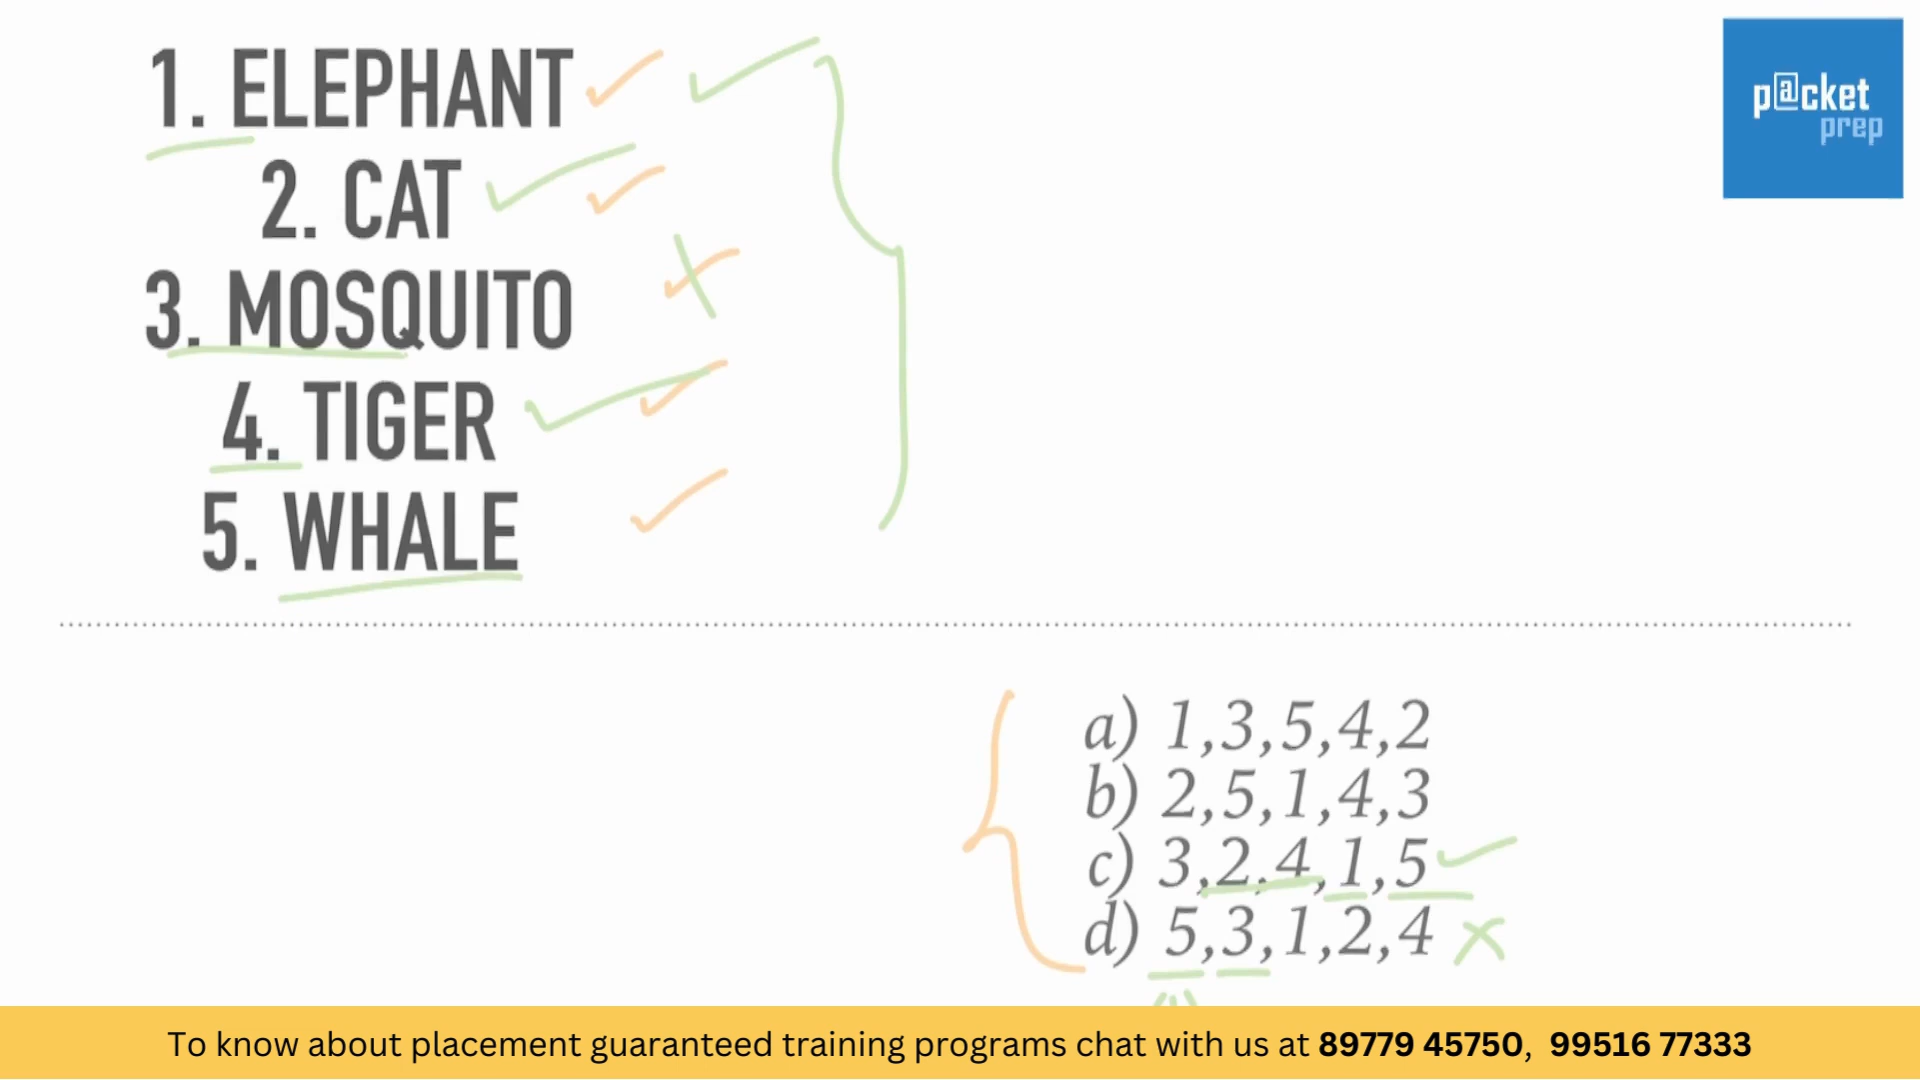 1. ELEPHANT
2. CAT
3. MOSQUITO
4. TIGER
5. WHALE
p@cket
prep
a) 1,3,5,4,2
b) 2,5,1,4,3
c) 3,2,4,1,5
d) 5,3,1,2,4
To know about placement guaranteed training programs chat with us at 89779 45750, 99516 77333